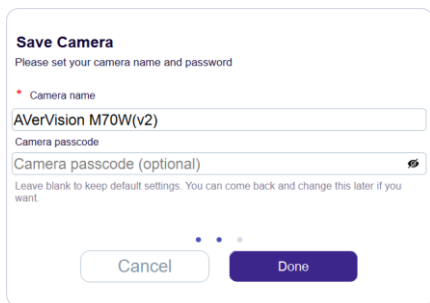 Save Camera
Please set your camera name and password
* Camera name
AVerVision M70W(v2)
Camera passcode
Camera passcode (optional)
Leave blank to keep default settings. You can come back and change this later if you
want.
Cancel Done